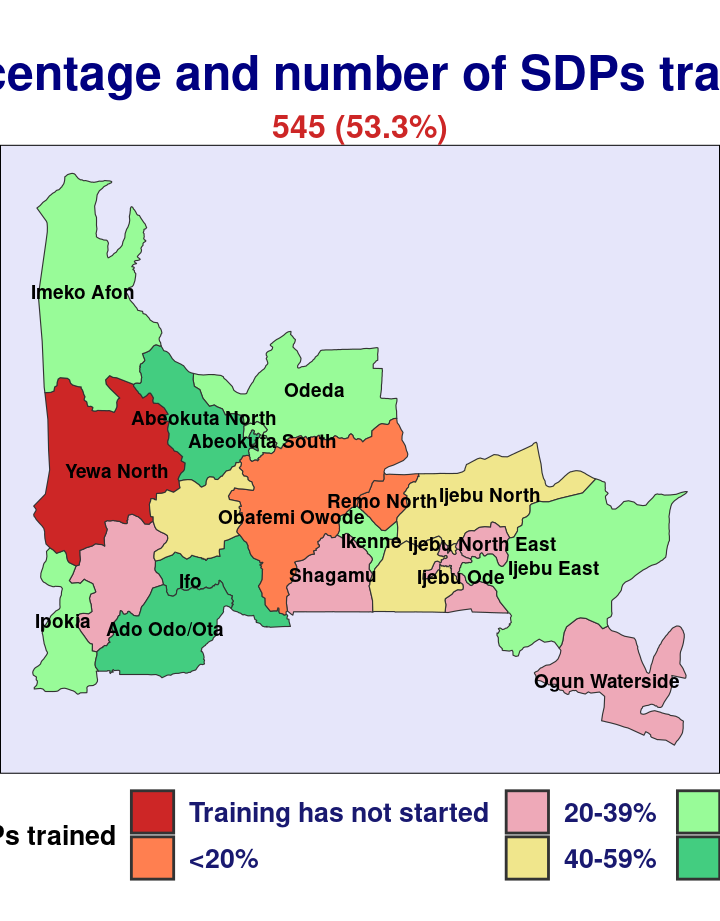 centage and number of SDPs tra
545 (53.3%)
Imeko Afon
Odeda
Abeokuta North
Abeokuta South
Yewa North
Ijebu North
Remo North
Obafemi Owode
Ikenne
Ijebu North East
Ijebu East
Shagamu
Ijebu Ode
Ifo
Ipokia
Ado Odo/Ota
Ogun Waterside
Training has not started
20-39%
Ps trained
<20%
40-59%